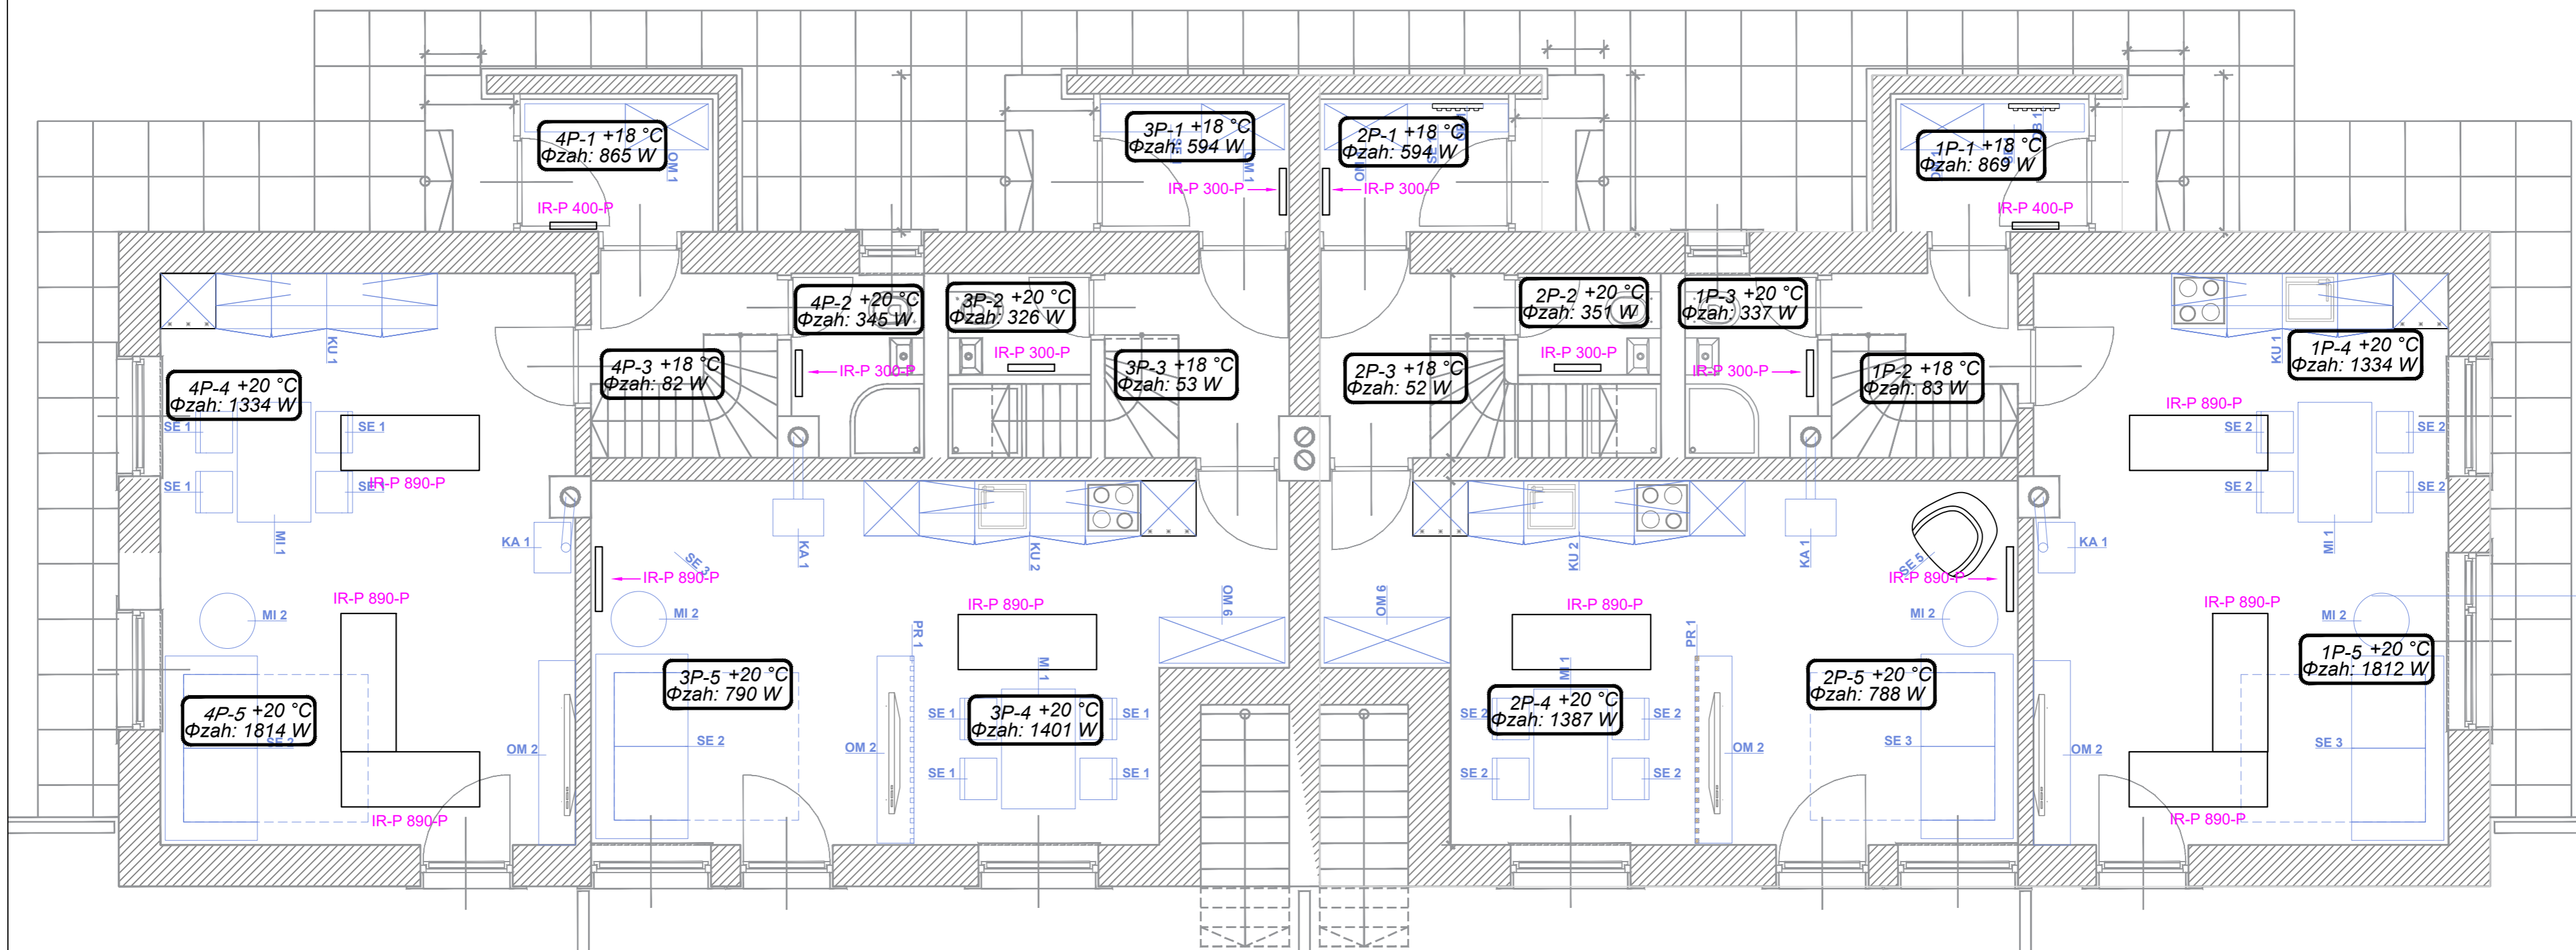 4P-1 +18 °C
Φzah: 865 W
OM 1
IR-P 400-P
3P-1 +18 °C
Φzah: 594 W
OM 1
IR-P 300-P
2P-1 +18 °C
Φzah: 594 W
IR-P 300-P
1P-1 +18 °C
Φzah: 869 W
IR-P 400-P
KU 1
4P-4 +20 °C
Φzah: 1334 W
4P-3 +18 °C
Φzah: 82 W
4P-2 +20 °C
Φzah: 345 W
IR-P 300-P
3P-2 +20 °C
Φzah: 326 W
IR-P 300-P
3P-3 +18 °C
Φzah: 53 W
2P-3 +18 °C
Φzah: 52 W
2P-2 +20 °C
Φzah: 351 W
IR-P 300-P
1P-3 +20 °C
Φzah: 337 W
IR-P 300-P
1P-2 +18 °C
Φzah: 83 W
KU 1
1P-4 +20 °C
Φzah: 1334 W
SE 1
SE 1
SE 1
SE 1
IR-P 890-P
MI 1
KA 1
IR-P 890-P
MI 2
4P-5 +20 °C
Φzah: 1814 W
SE 2
OM 2
IR-P 890-P
SE 3
IR-P 890-P
KA 1
KU 2
MI 2
IR-P 890-P
OM 6
PR 1
3P-5 +20 °C
Φzah: 790 W
SE 2
OM 2
MI 1
3P-4 +20 °C
Φzah: 1401 W
SE 1
SE 1
SE 1
SE 1
OM 6
KU 2
KA 1
SE 5
IR-P 890-P
IR-P 890-P
MI 2
PR 1
MI 1
2P-4 +20 °C
Φzah: 1387 W
SE 2
SE 2
SE 2
SE 2
OM 2
2P-5 +20 °C
Φzah: 788 W
SE 3
IR-P 890-P
SE 2
SE 2
SE 2
SE 2
MI 1
KA 1
IR-P 890-P
MI 2
1P-5 +20 °C
Φzah: 1812 W
OM 2
SE 3
IR-P 890-P